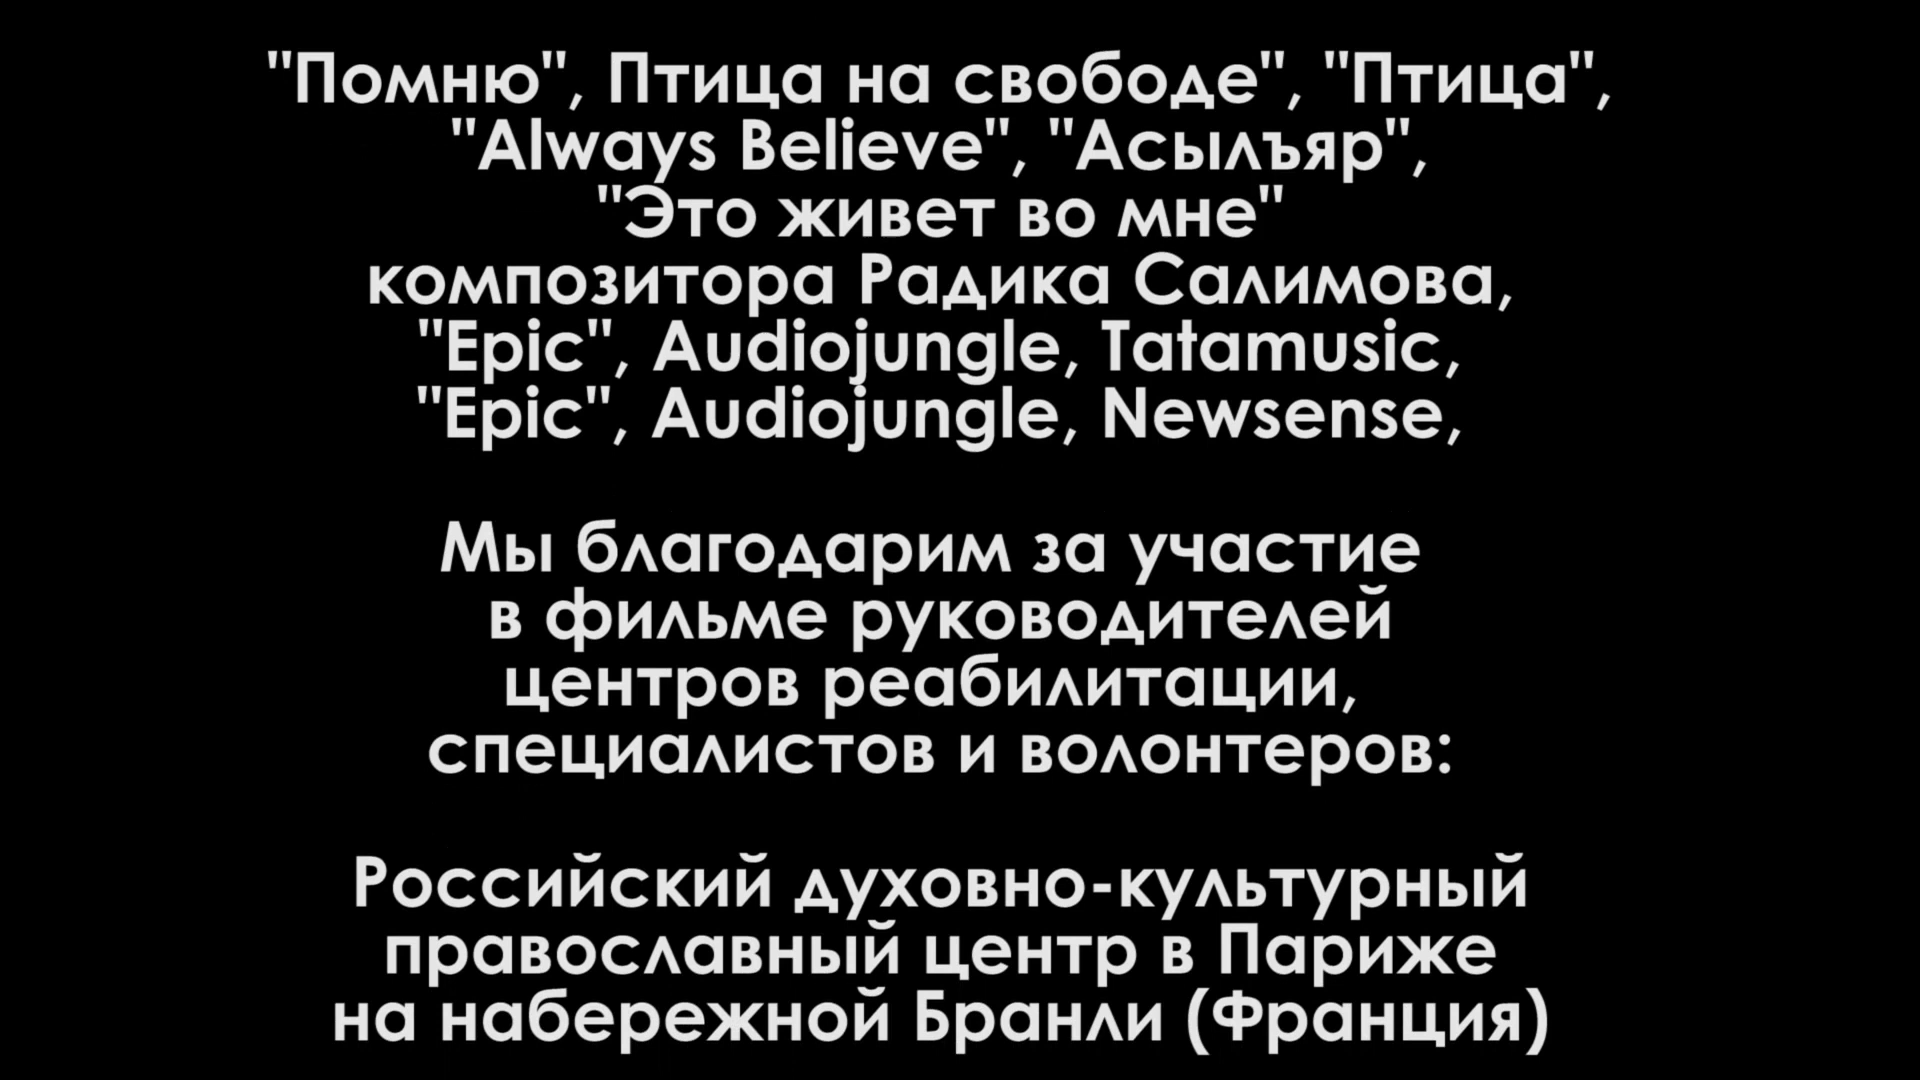 "Помню", Птица на свободе", "Птица",
"Always Believe", "Асылъяр",
"Это живет во мне"
композитора Радика Салимова,
"Epic", Audiojungle, Tatamusic,
"Epic", Audiojungle, Newsense,
Мы благодарим за участие
в фильме руководителей
центров реабилитации,
специалистов и волонтеров:
Российский духовно-культурный
православный центр в Париже
на набережной Бранли (Франция)